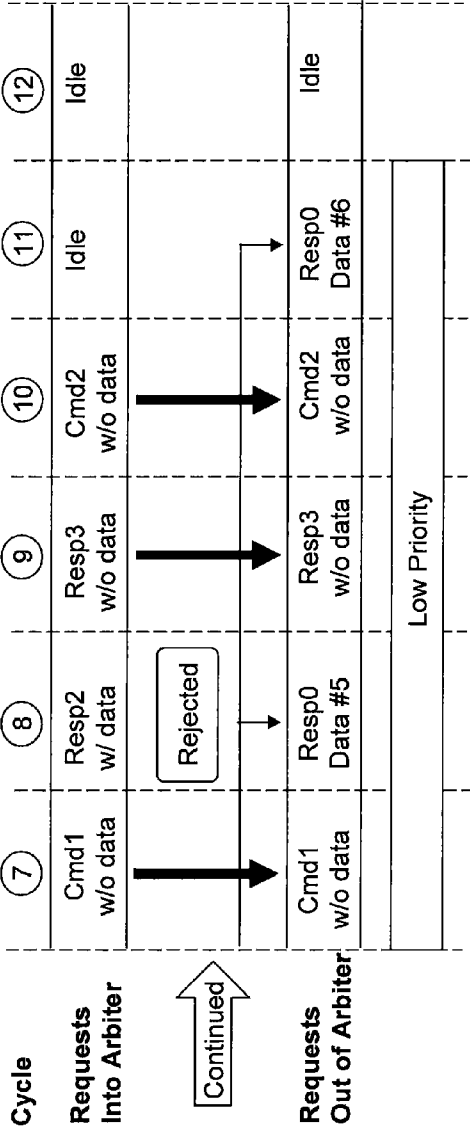 Cycle
7
8
9
10
11
12
Requests
Into Arbiter
Cmd1
w/o data
Resp2
w/ data
Resp3
w/o data
Cmd2
w/o data
Idle
Idle
Continued
Rejected
Requests
Out of Arbiter
Cmd1
w/o data
Resp0
Data #5
Resp3
w/o data
Cmd2
w/o data
Resp0
Data #6
Idle
Low Priority